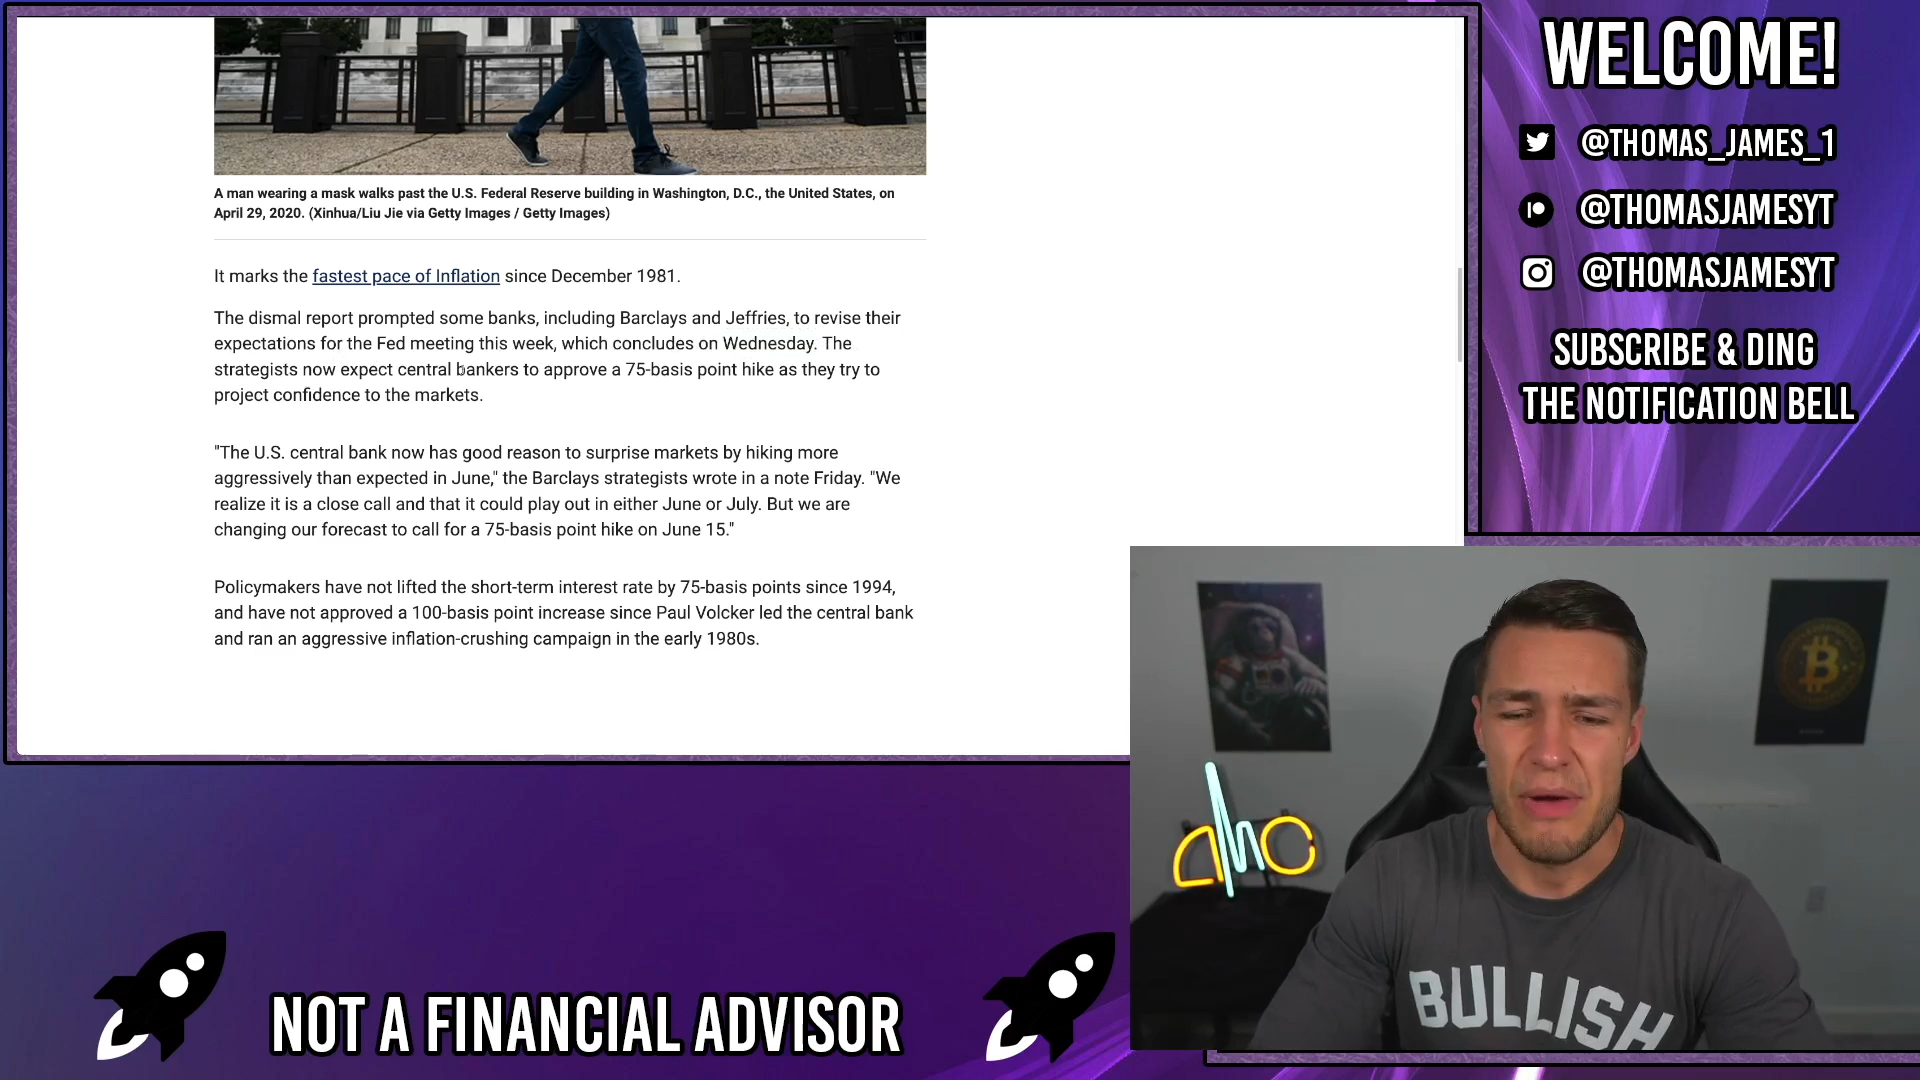 A man wearing a mask walks past the U.S. Federal Reserve building in Washington, D.C., the United States, on
April 29, 2020. (Xinhua/Liu Jie via Getty Images / Getty Images)
It marks the fastest pace of Inflation since December 1981.
The dismal report prompted some banks, including Barclays and Jeffries, to revise their
expectations for the Fed meeting this week, which concludes on Wednesday. The
strategists now expect central bankers to approve a 75-basis point hike as they try to
project confidence to the markets.
"The U.S. central bank now has good reason to surprise markets by hiking more
aggressively than expected in June," the Barclays strategists wrote in a note Friday. "We
realize it is a close call and that it could play out in either June or July. But we are
changing our forecast to call for a 75-basis point hike on June 15."
Policymakers have not lifted the short-term interest rate by 75-basis points since 1994,
and have not approved a 100-basis point increase since Paul Volcker led the central bank
and ran an aggressive inflation-crushing campaign in the early 1980s.
WELCOME!
@THOMAS_JAMES_1
@THOMASJAMESYT
@THOMASJAMESYT
SUBSCRIBE & DING
THE NOTIFICATION BELL
BULLISH
NOT A FINANCIAL ADVISOR